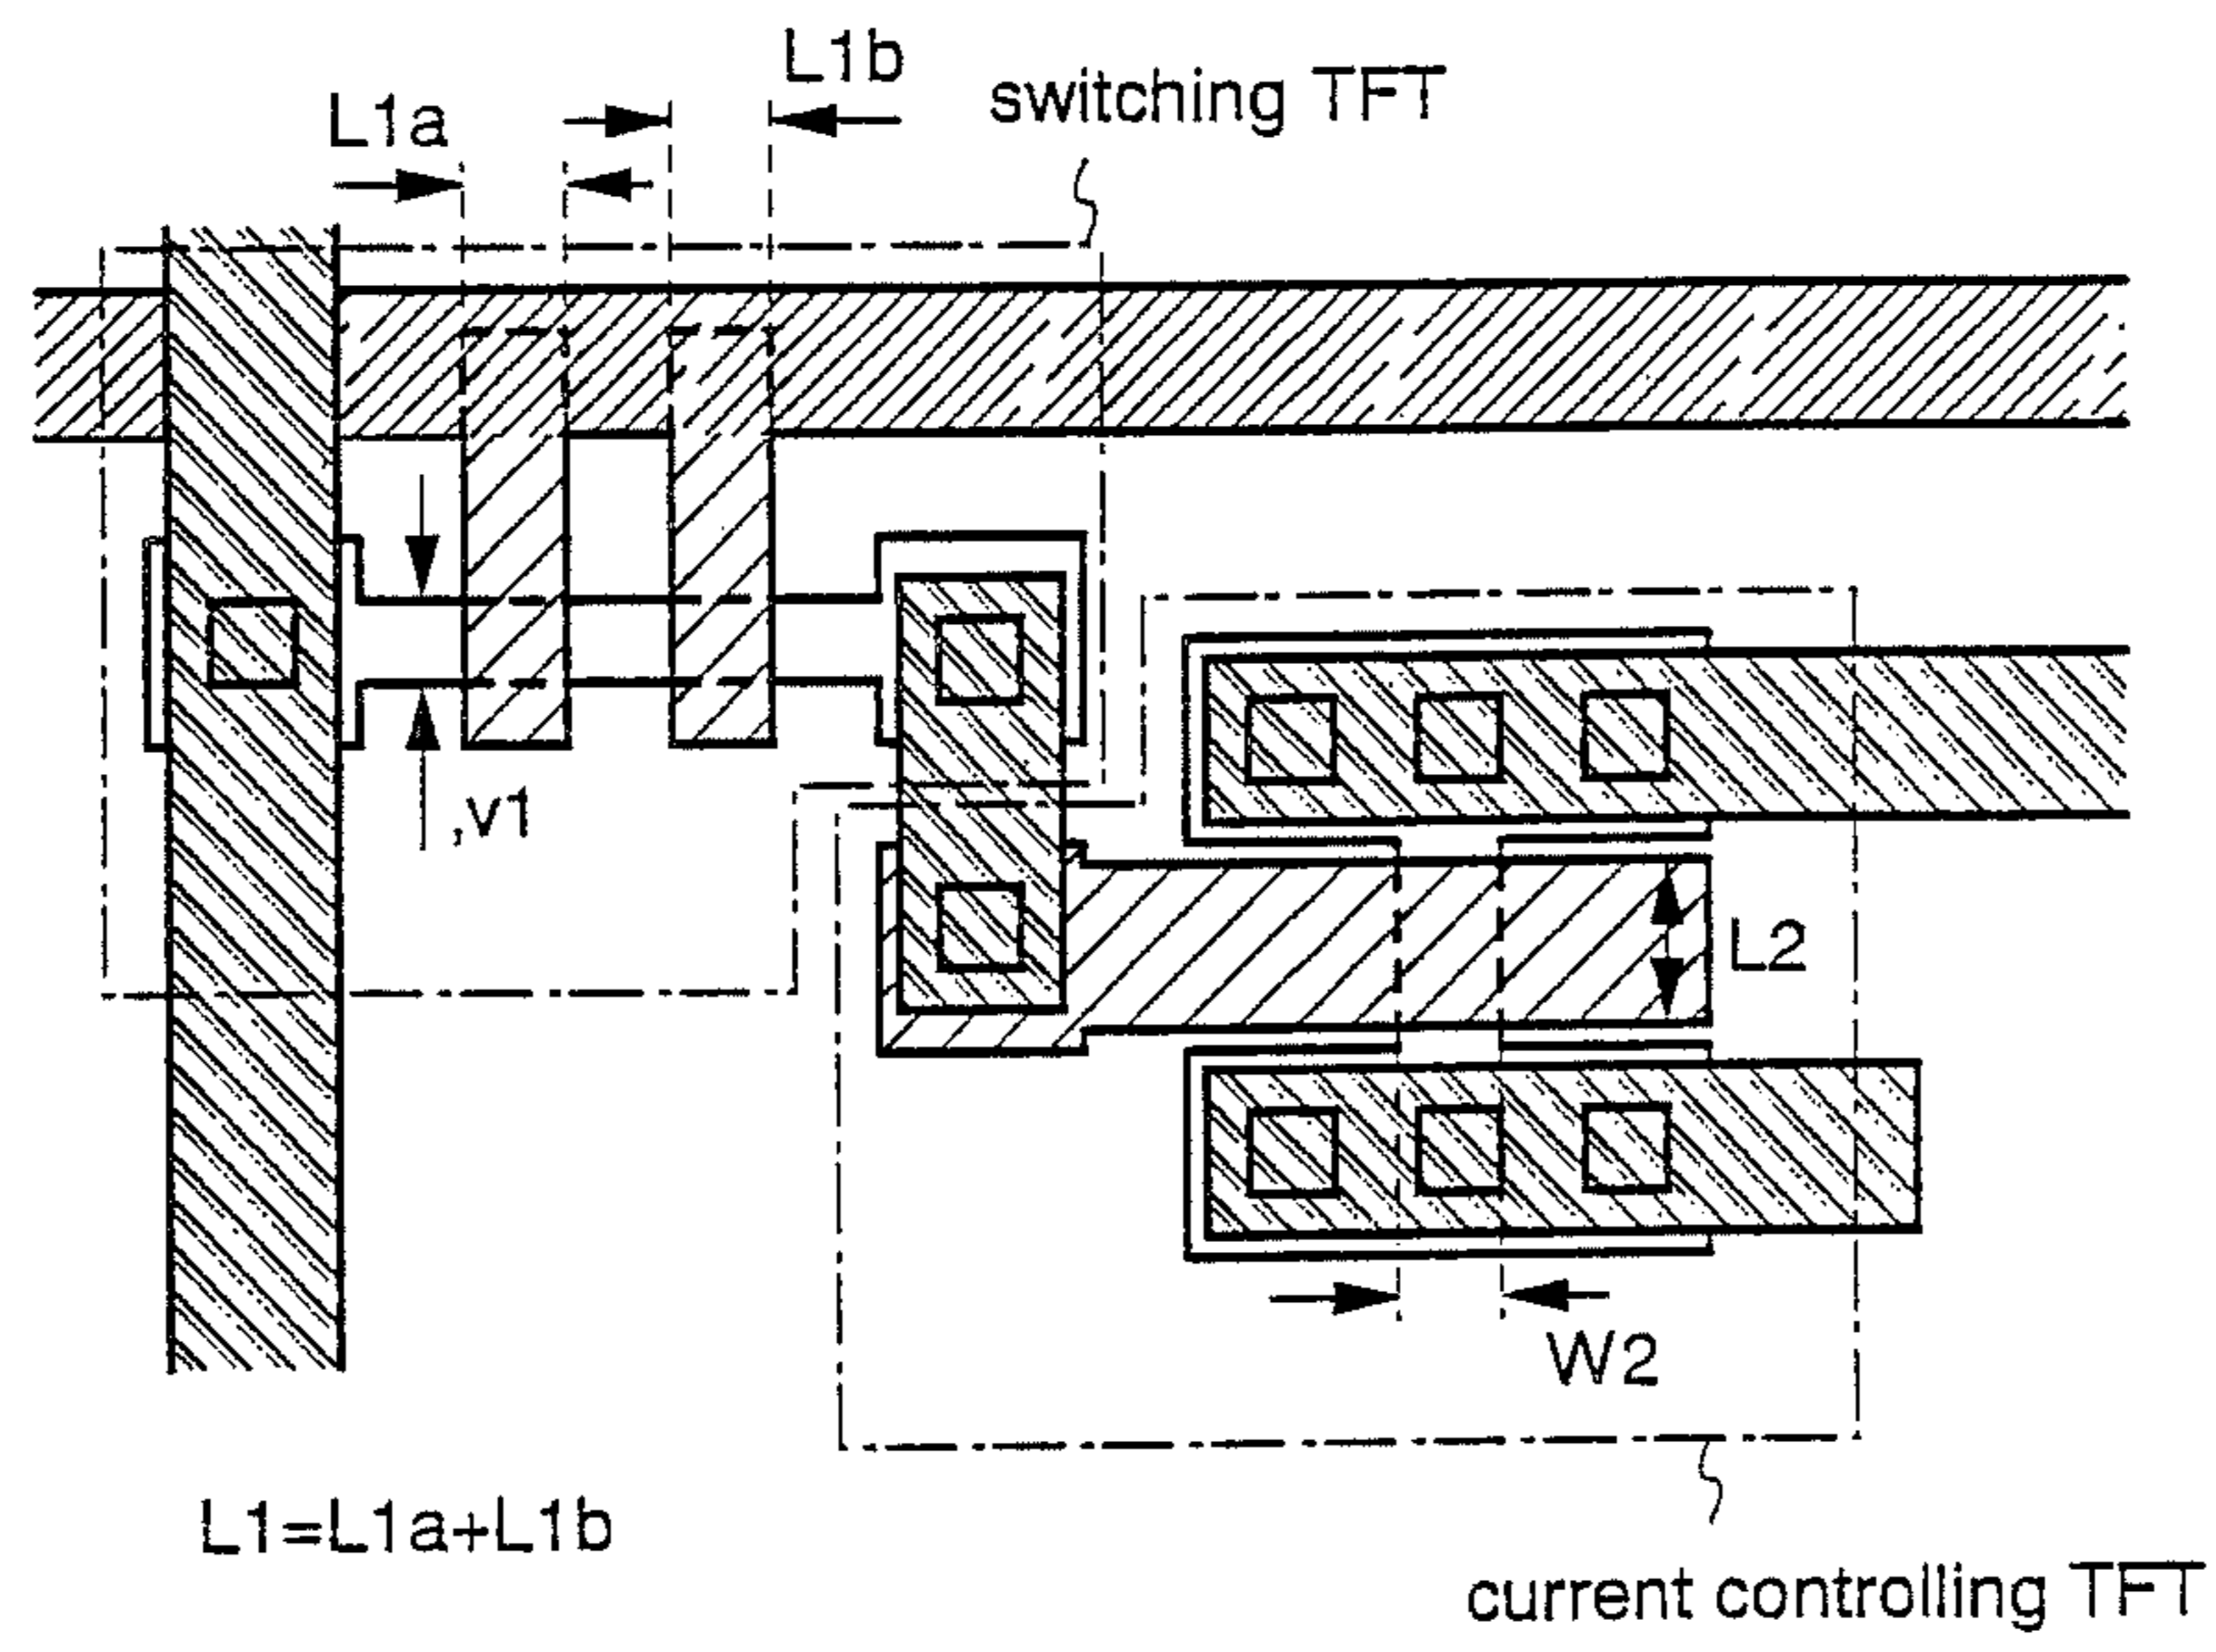 L1b
switching TFT
L1a
,v1
L2
W2
L1=L1a+L1b
current controlling TFT